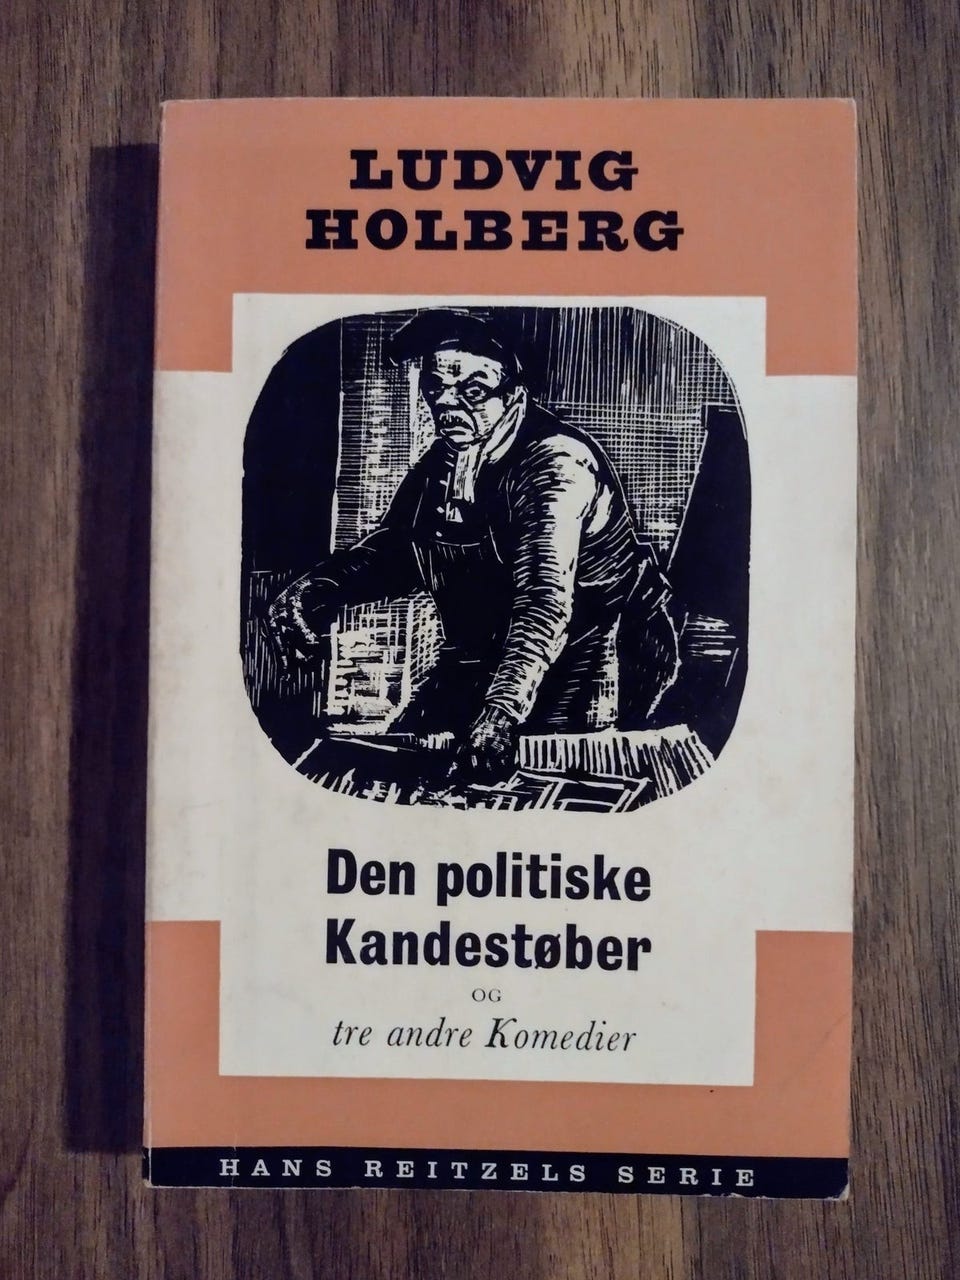 LUDVIG
HOLBERG
Den politiske
Kandestøber
OG
tre andre Komedier
HANS REITZELS SERIE